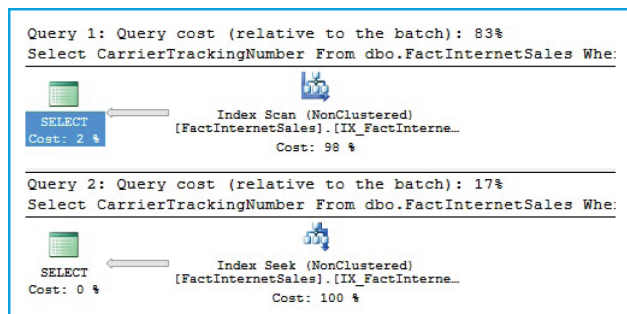 Query 1: Query cost (relative to the batch): 83%
Select CarrierTrackingNumber From dbo.FactInternetSales Whe
Index Scan (NonClustered)
SELECT
[FactInternetSales].[IX_FactInterne…
Cost: 2 %
Cost: 98 %
Query 2: Query cost (relative to the batch): 17%
Select CarrierTrackingNumber From dbo.FactInternetSales Whe
Index Seek (NonClustered)
SELECT
[FactInternetSales].[IX_FactInterne…
Cost: 0 %
Cost: 100 %